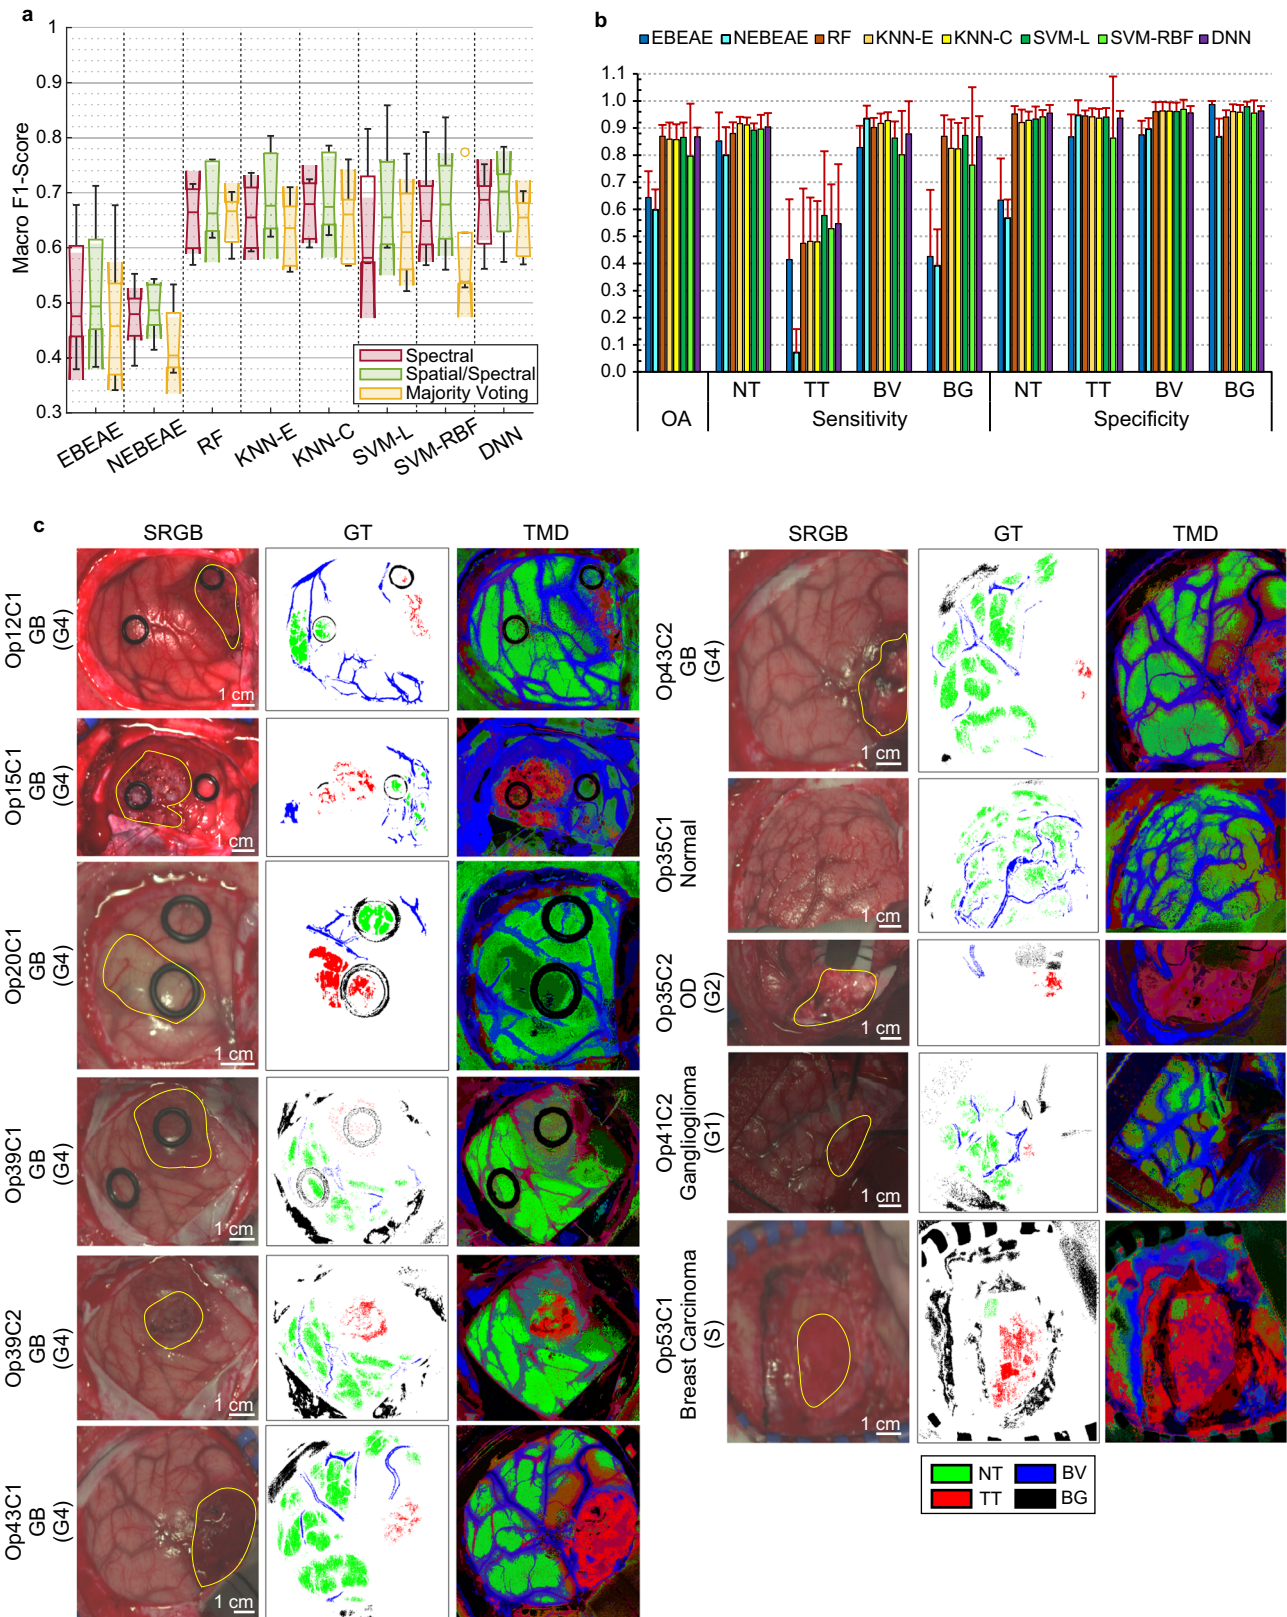 a
1
0.9
0.8
0.7
0.6
0.5
0.4
0.3
Macro F1-Score
Spectral
Spatial/Spectral
Majority Voting
EBEAE
NEBEAE
RF
KNN-E
KNN-C
SVM-L
SVM-RBF
DNN
b
EBEAE NEBEAE RF KNN-E KNN-C SVM-L SVM-RBF DNN
1.1
1.0
0.9
0.8
0.7
0.6
0.5
0.4
0.3
0.2
0.1
0.0
NT TT BV BG NT TT BV BG
OA Sensitivity Specificity
c
SRGB GT TMD
Op12C1
GB
(G4)
1 cm
Op15C1
GB
(G4)
1 cm
Op20C1
GB
(G4)
1 cm
Op39C1
GB
(G4)
1 cm
Op39C2
GB
(G4)
1 cm
Op43C1
GB
(G4)
1 cm
SRGB GT TMD
Op43C2
GB
(G4)
1 cm
Op35C1
Normal
1 cm
Op35C2
OD
(G2)
1 cm
Op41C2
Ganglioglioma
(G1)
1 cm
Op53C1
Breast Carcinoma
(S)
1 cm
NT BV
TT BG